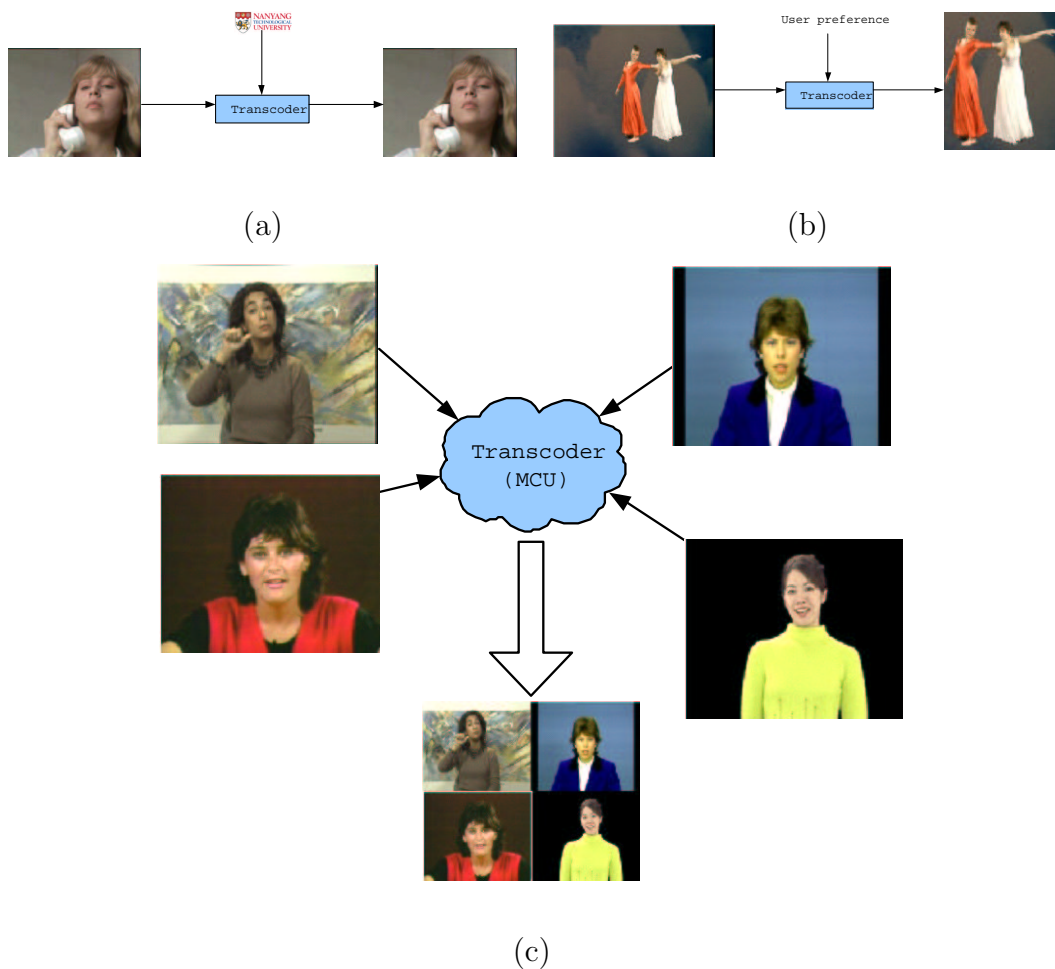 NANYANG
TECHNOLOGICAL
UNIVERSITY
Transcoder
(a)
User preference
Transcoder
(b)
Transcoder
(MCU)
(c)